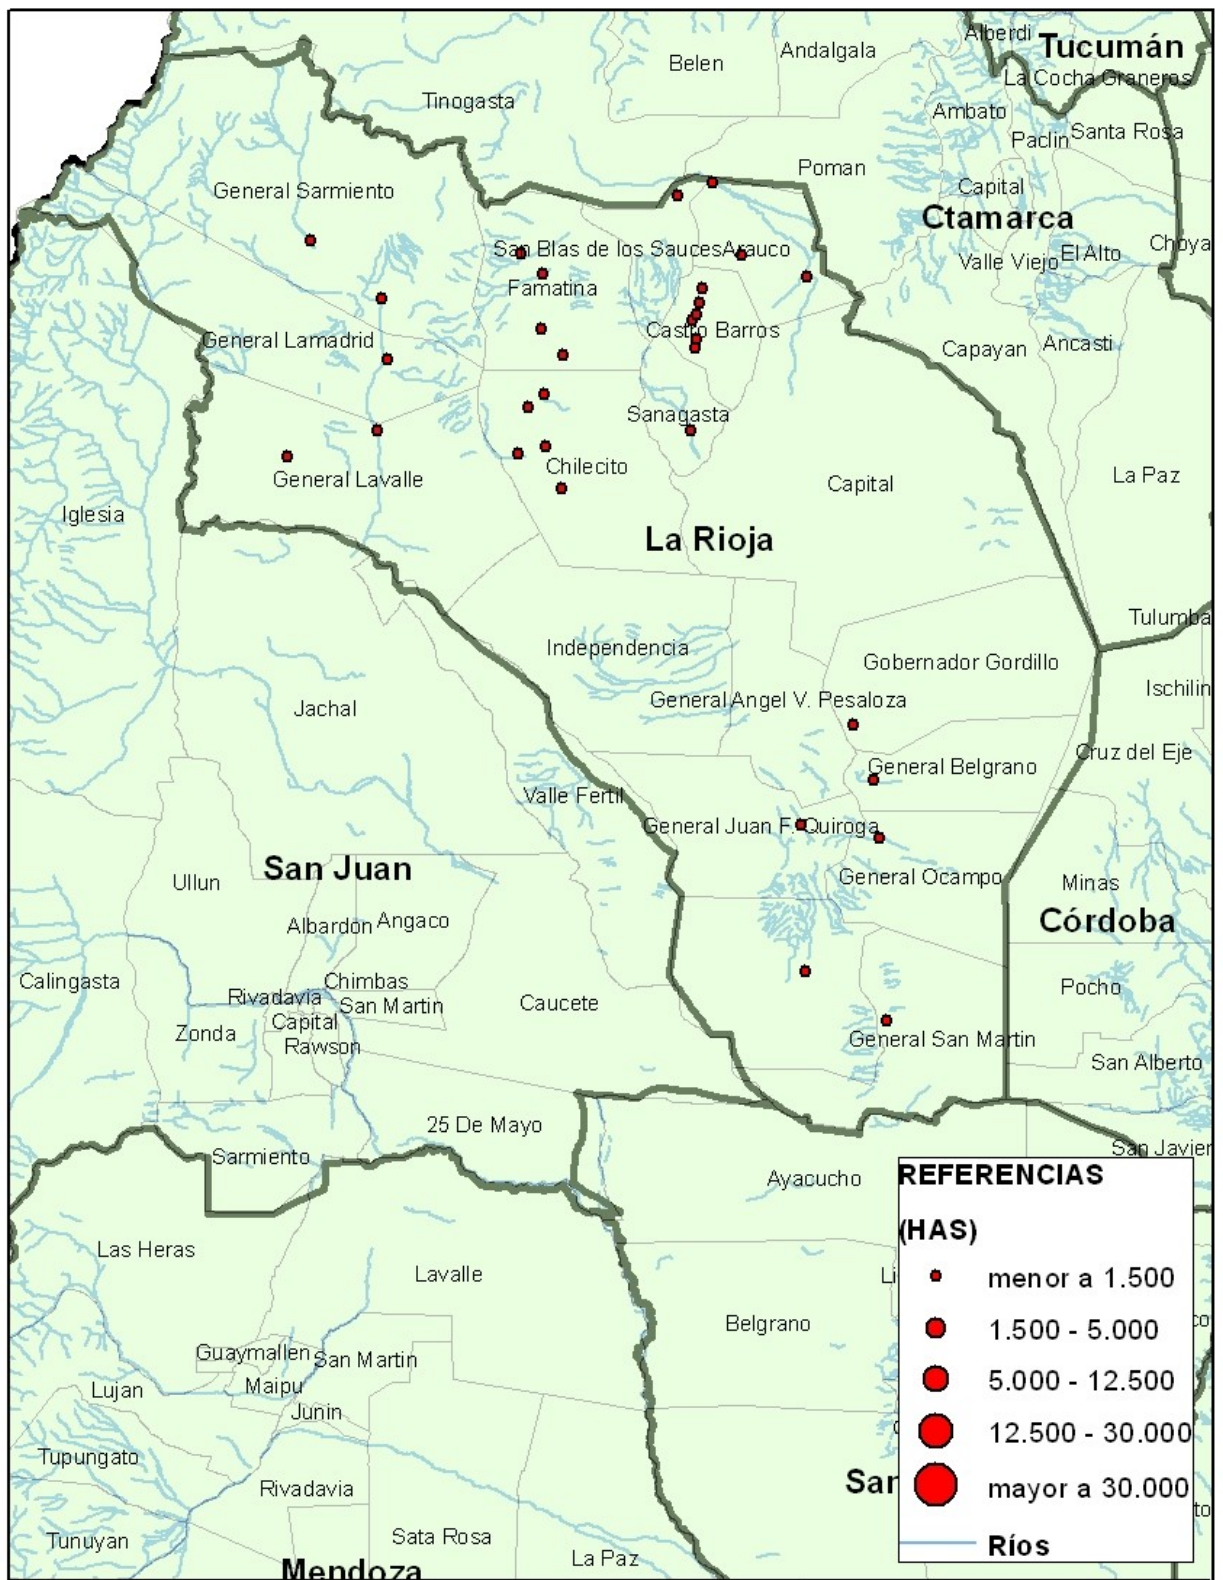 Alberdi
Tucumán
Belen
Andalgala
La Cocha Graneros
Tinogasta
Ambato
Paclin
Santa Rosa
Poman
General Sarmiento
Capital
Ctamarca
San Blas de los Sauces
Arauco
Valle Viejo
El Alto
Choya
Famatina
General Lamadrid
Castro Barros
Capayan
Ancasti
Sanagasta
General Lavalle
Chilecito
Capital
La Paz
Iglesia
La Rioja
Tulumba
Independencia
Gobernador Gordillo
Ischilin
General Angel V. Pesaloza
Jachal
Cruz del Eje
General Belgrano
Valle Fertil
General Juan F. Quiroga
San Juan
Ullun
General Ocampo
Minas
Albardon
Angaco
Córdoba
Calingasta
Chimbas
Rivadavia
San Martin
Caucete
Pocho
Zonda
Capital
Rawson
General San Martin
San Alberto
25 De Mayo
Sarmiento
San Javier
Ayacucho
REFERENCIAS
(HAS)
menor a 1.500
1.500 - 5.000
5.000 - 12.500
12.500 - 30.000
mayor a 30.000
Ríos
Las Heras
Lavalle
Belgrano
Guaymallen
San Martin
Lujan
Maipu
Junin
Tupungato
Rivadavia
San
Tunuyan
Sata Rosa
La Paz
Mendoza